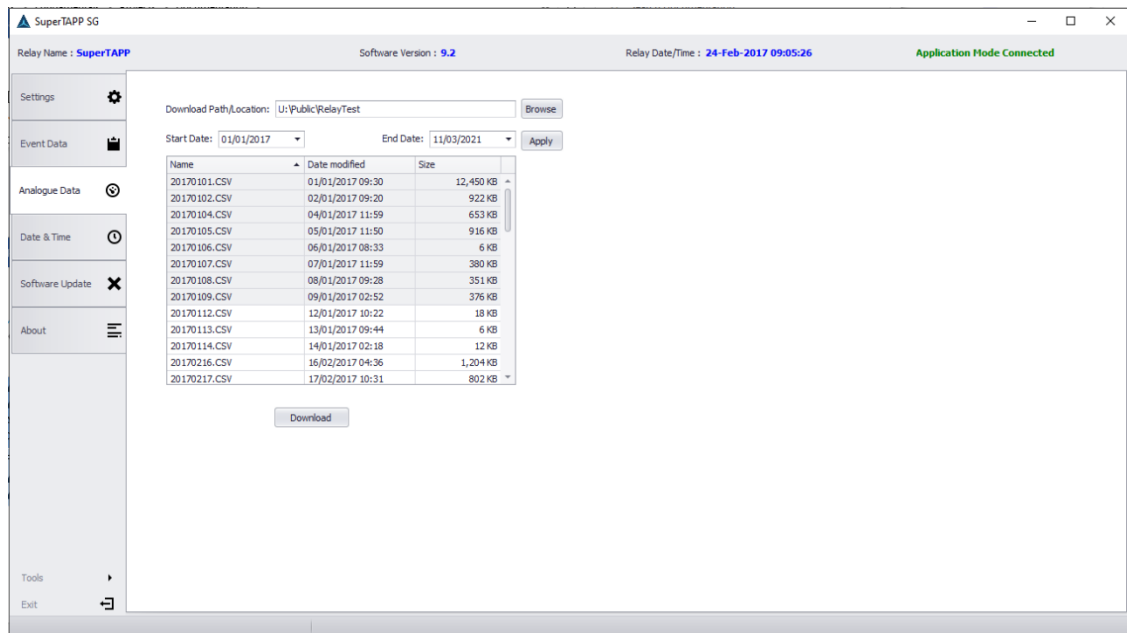 SuperTAPP SG
Relay Name : SuperTAPP Software Version : 9.2 Relay Date/Time : 24-Feb-2017 09:05:26 Application Mode Connected
Settings
Event Data
Analogue Data
Date & Time
Software Update
About
Tools
Exit
Download Path/Location: U:\Public\RelayTest Browse
Start Date: 01/01/2017 End Date: 11/03/2021 Apply
Name Date modified Size
20170101.CSV 01/01/2017 09:30 12,450 KB
20170102.CSV 02/01/2017 09:20 922 KB
20170104.CSV 04/01/2017 11:59 653 KB
20170105.CSV 05/01/2017 11:50 916 KB
20170106.CSV 06/01/2017 08:33 6 KB
20170107.CSV 07/01/2017 11:59 380 KB
20170108.CSV 08/01/2017 09:28 351 KB
20170109.CSV 09/01/2017 02:52 376 KB
20170112.CSV 12/01/2017 10:22 18 KB
20170113.CSV 13/01/2017 09:44 6 KB
20170114.CSV 14/01/2017 02:18 12 KB
20170216.CSV 16/02/2017 04:36 1,204 KB
20170217.CSV 17/02/2017 10:31 802 KB
Download